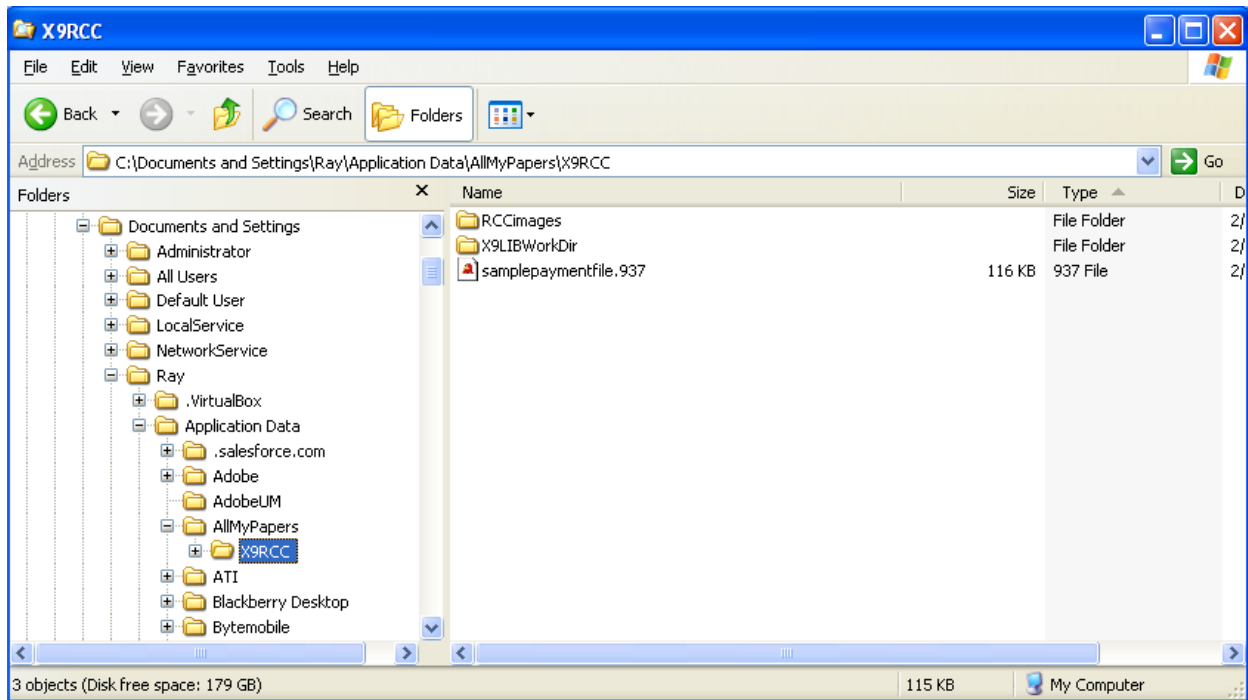 X9RCC
File Edit View Favorites Tools Help
Back Search Folders
Address C:\Documents and Settings\Ray\Application Data\AllMyPapers\X9RCC Go
Folders x Name Size Type D
Documents and Settings
Administrator
All Users
Default User
LocalService
NetworkService
Ray
.VirtualBox
Application Data
.salesforce.com
Adobe
AdobeUM
AllMyPapers
X9RCC
ATI
Blackberry Desktop
Bytemobile
RCCimages File Folder 2/
X9LIBWorkDir File Folder 2/
samplepaymentfile.937 116 KB 937 File 2/
3 objects (Disk free space: 179 GB) 115 KB My Computer